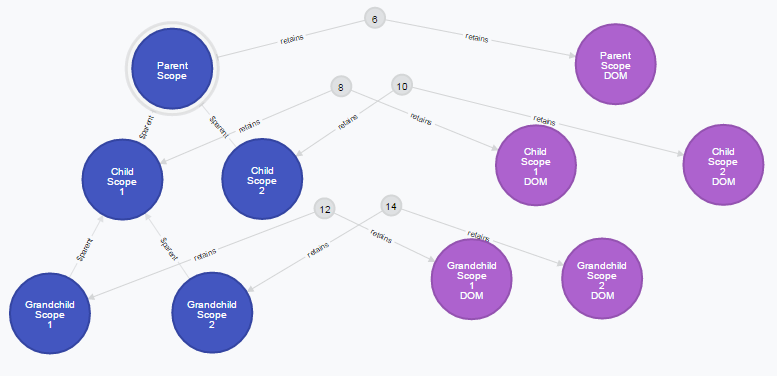 6
retains
retains
Parent
Scope
Parent
Scope
DOM
8
10
$parent
$parent
retains
retains
retains
retains
Child
Scope
1
Child
Scope
2
Child
Scope
1
DOM
Child
Scope
2
DOM
12
14
$parent
$parent
retains
retains
retains
retains
Grandchild
Scope
1
Grandchild
Scope
2
Grandchild
Scope
1
DOM
Grandchild
Scope
2
DOM